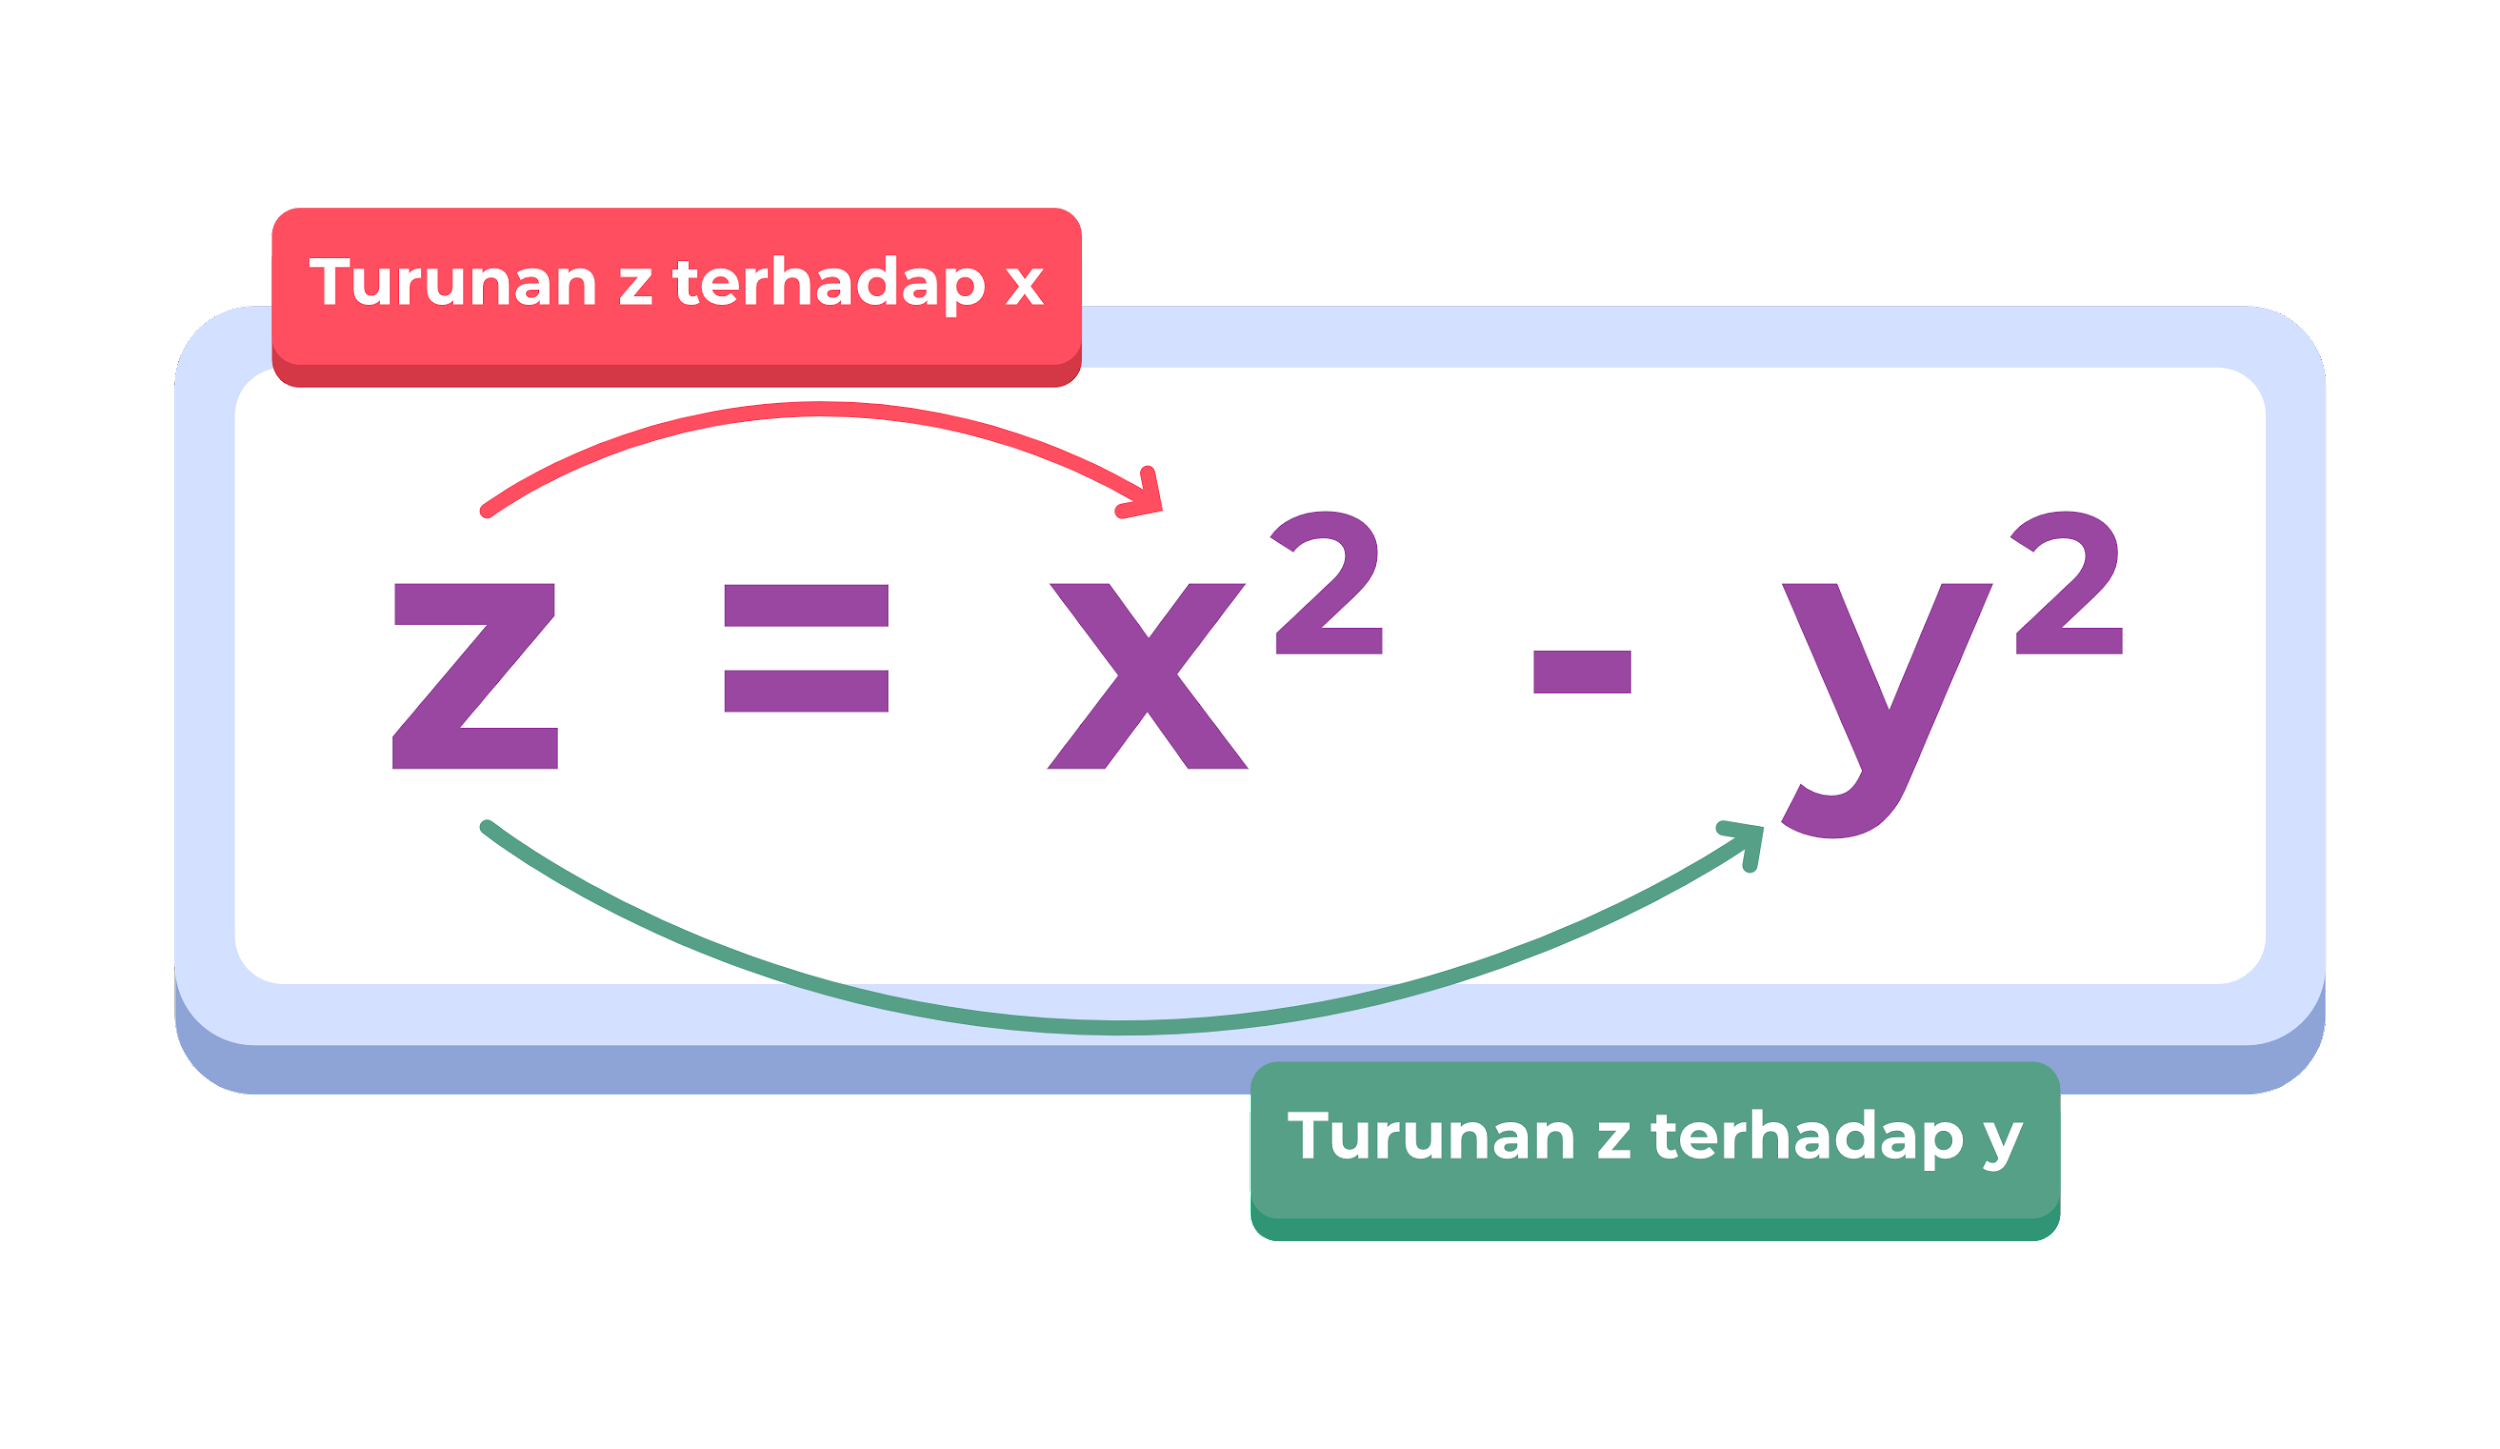 Turunan z terhadap x
z = x² - y²
Turunan z terhadap y